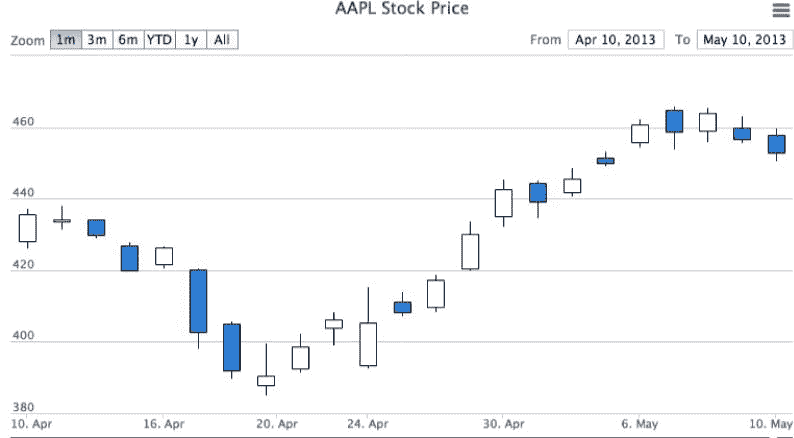 AAPL Stock Price
Zoom 1m 3m 6m YTD 1y All From Apr 10, 2013 To May 10, 2013
460
440
420
400
380
10. Apr 16. Apr 20. Apr 24. Apr 30. Apr 6. May 10. May